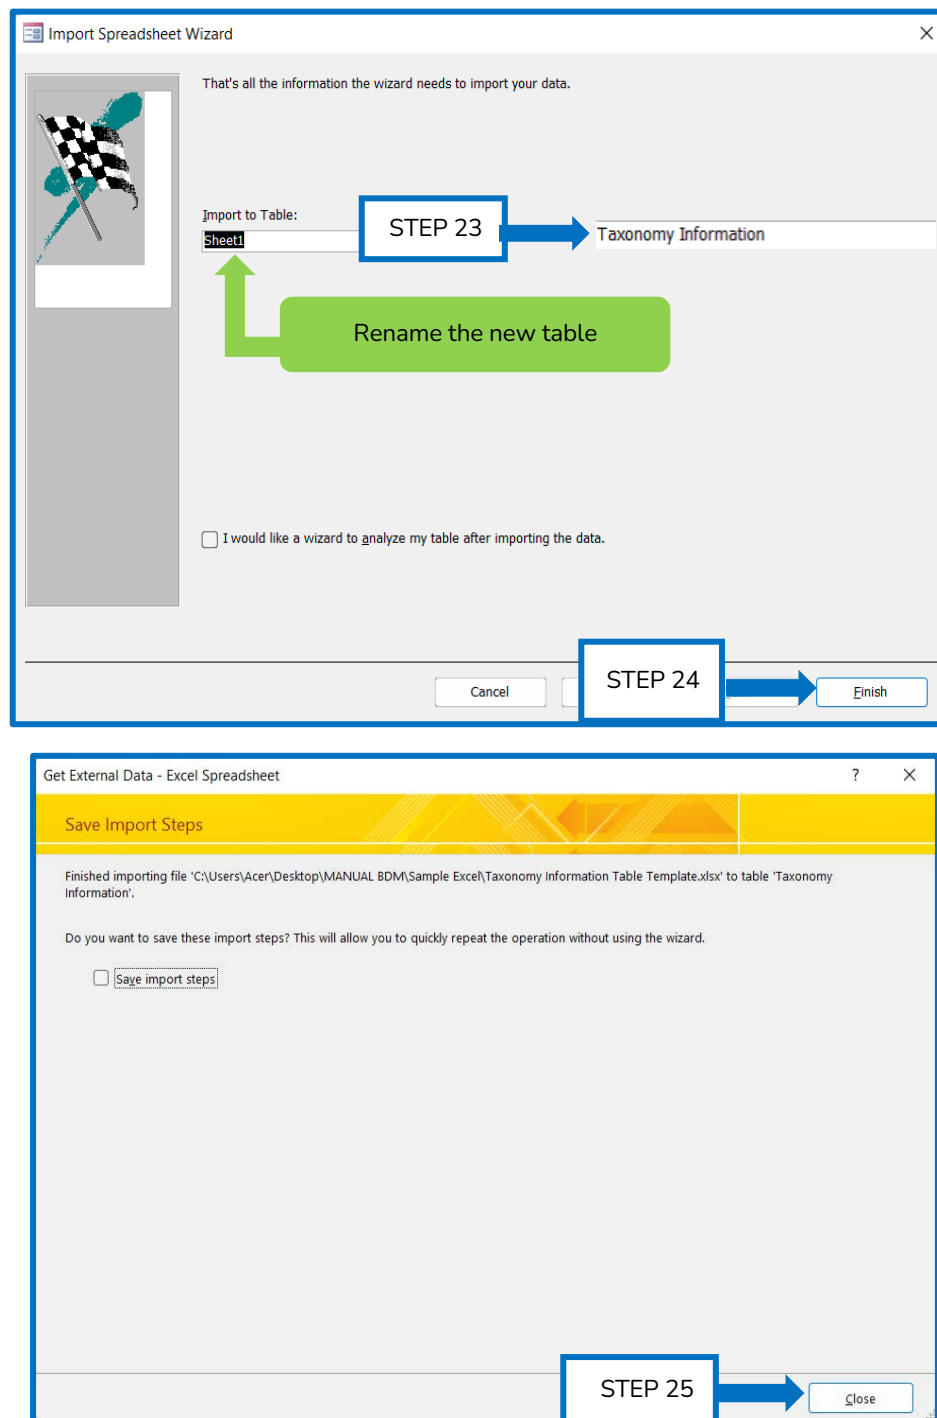 Import Spreadsheet Wizard
That's all the information the wizard needs to import your data.
Import to Table:
Sheet1
STEP 23
Taxonomy Information
Rename the new table
I would like a wizard to analyze my table after importing the data.
STEP 24
Cancel
Finish
Get External Data - Excel Spreadsheet
?
Save Import Steps
Finished importing file 'C:\Users\Acer\Desktop\MANUAL BDM\Sample Excel\Taxonomy Information Table Template.xlsx' to table 'Taxonomy
Information'.
Do you want to save these import steps? This will allow you to quickly repeat the operation without using the wizard.
Save import steps
STEP 25
Close